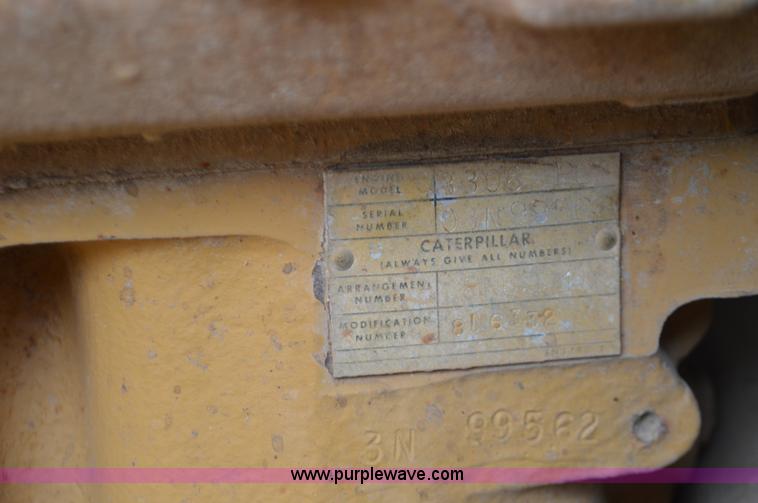 ENGINE MODEL 3306
SERIAL NUMBER
CATERPILLAR
(ALWAYS GIVE ALL NUMBERS)
ARRANGEMENT NUMBER
MODIFICATION NUMBER
3N 99562
www.purplewave.com